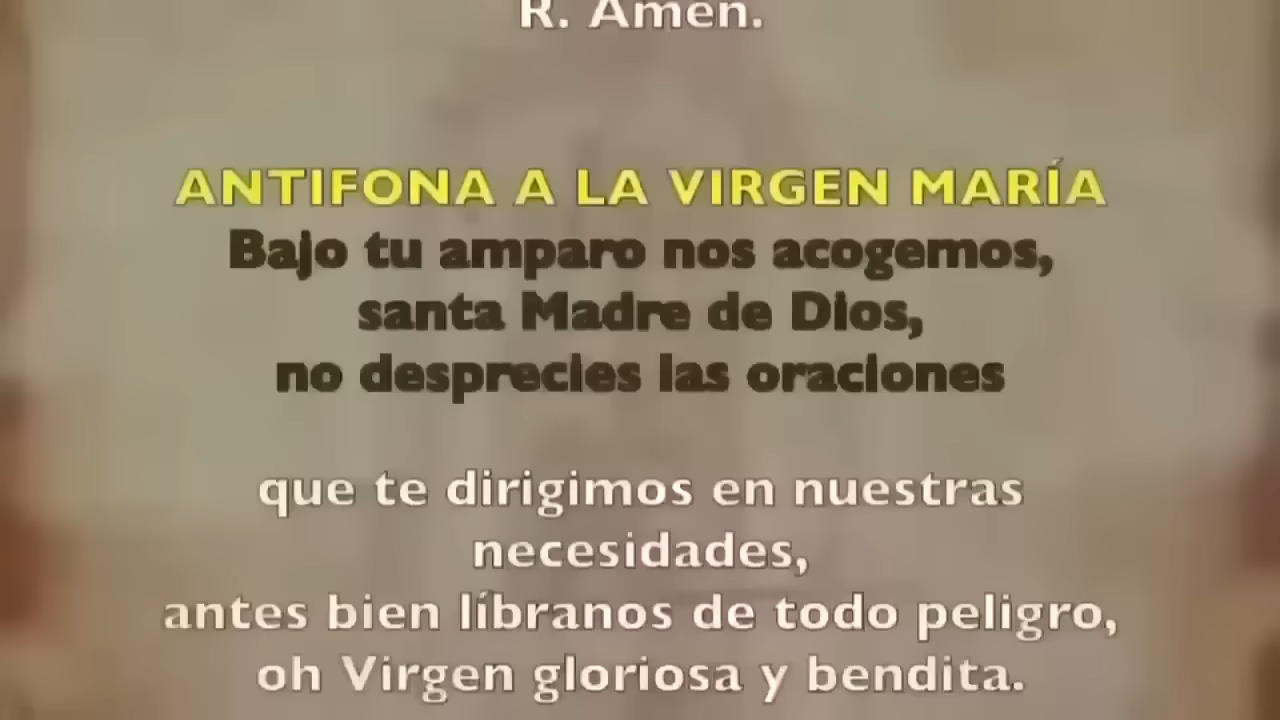 R. Amén.
ANTIFONA A LA VIRGEN MARÍA
Bajo tu amparo nos acogemos,
santa Madre de Dios,
no desprecies las oraciones
que te dirigimos en nuestras
necesidades,
antes bien líbranos de todo peligro,
oh Virgen gloriosa y bendita.